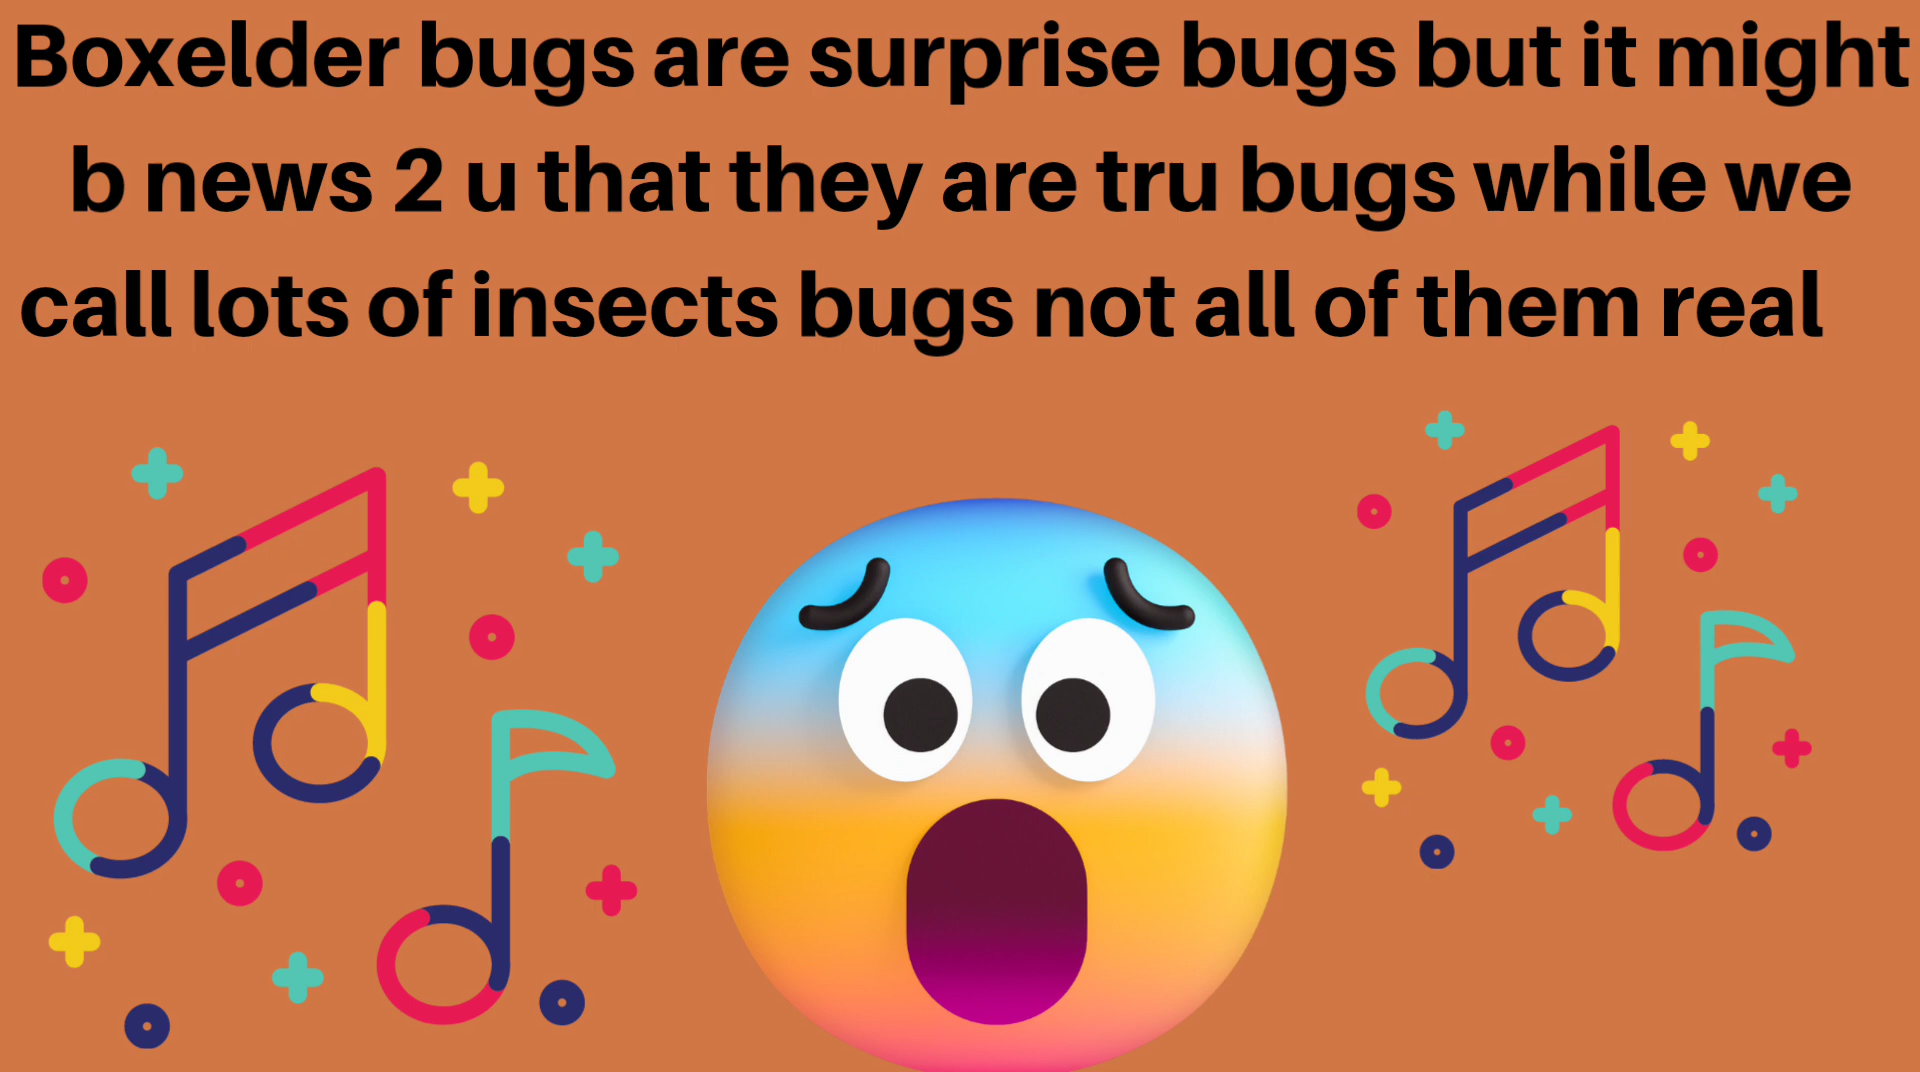 Boxelder bugs are surprise bugs but it might
b news 2 u that they are tru bugs while we
call lots of insects bugs not all of them real